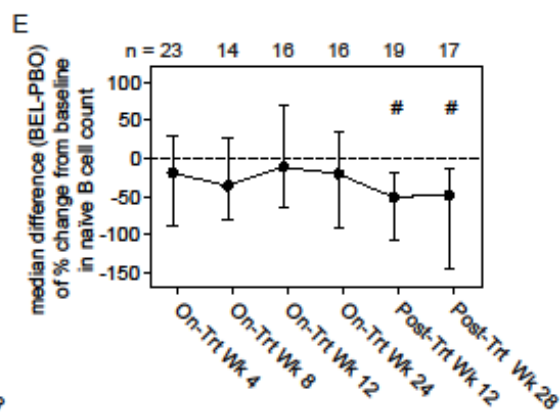 E
n = 23 14 16 16 19 17
median difference (BEL-PBO)
of % change from baseline
in naïve B cell count
100
50
0
-50
-100
-150
# #
On-Trt Wk 4
On-Trt Wk 8
On-Trt Wk 12
On-Trt Wk 24
Post-Trt Wk 12
Post-Trt Wk 28